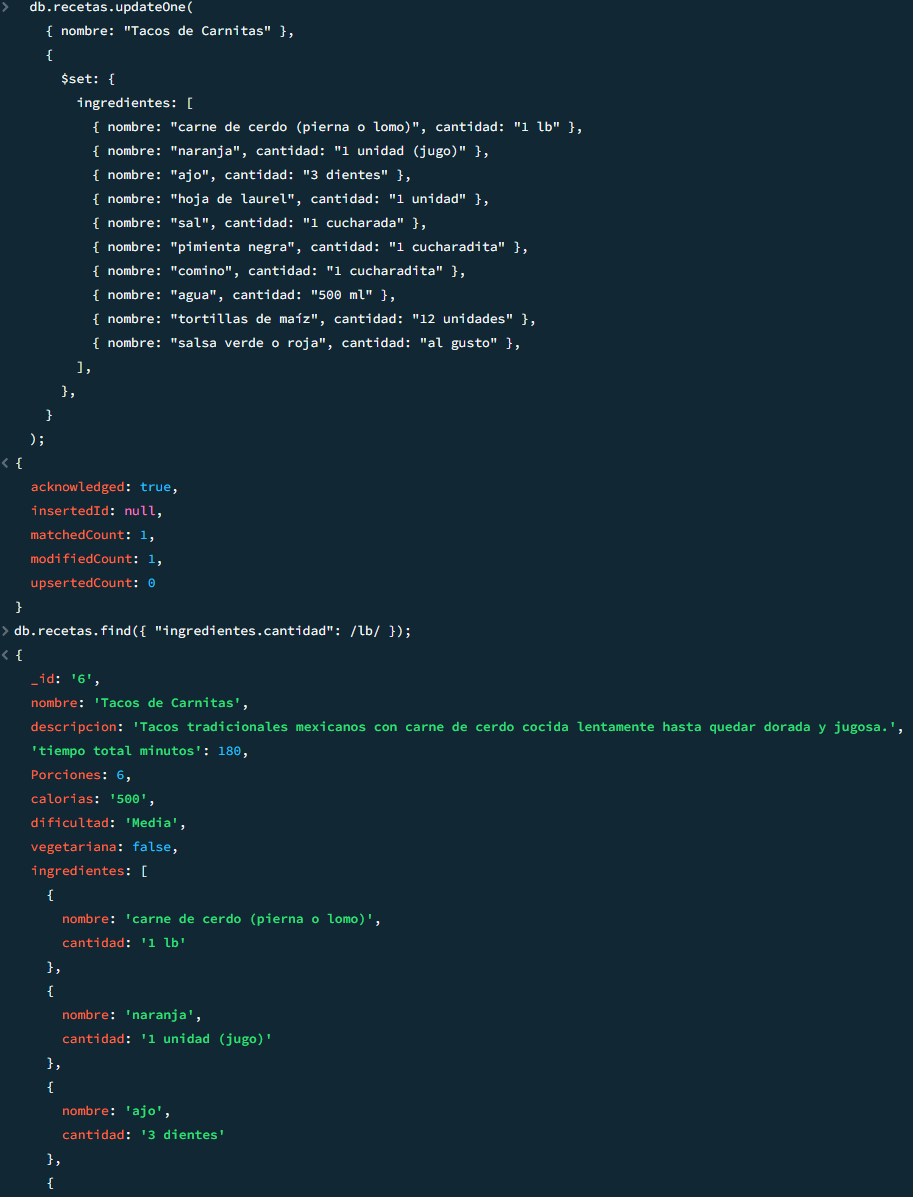 > db.recetas.updateOne(
{ nombre: "Tacos de Carnitas" },
{
$set: {
ingredientes: [
{ nombre: "carne de cerdo (pierna o lomo)", cantidad: "1 lb" },
{ nombre: "naranja", cantidad: "1 unidad (jugo)" },
{ nombre: "ajo", cantidad: "3 dientes" },
{ nombre: "hoja de laurel", cantidad: "1 unidad" },
{ nombre: "sal", cantidad: "1 cucharada" },
{ nombre: "pimienta negra", cantidad: "1 cucharadita" },
{ nombre: "comino", cantidad: "1 cucharadita" },
{ nombre: "agua", cantidad: "500 ml" },
{ nombre: "tortillas de maíz", cantidad: "12 unidades" },
{ nombre: "salsa verde o roja", cantidad: "al gusto" },
],
},
}
);
< {
acknowledged: true,
insertedId: null,
matchedCount: 1,
modifiedCount: 1,
upsertedCount: 0
}
> db.recetas.find({ "ingredientes.cantidad": /lb/ });
< {
_id: '6',
nombre: 'Tacos de Carnitas',
descripcion: 'Tacos tradicionales mexicanos con carne de cerdo cocida lentamente hasta quedar dorada y jugosa.',
'tiempo total minutos': 180,
Porciones: 6,
calorias: '500',
dificultad: 'Media',
vegetariana: false,
ingredientes: [
{
nombre: 'carne de cerdo (pierna o lomo)',
cantidad: '1 lb'
},
{
nombre: 'naranja',
cantidad: '1 unidad (jugo)'
},
{
nombre: 'ajo',
cantidad: '3 dientes'
},
{